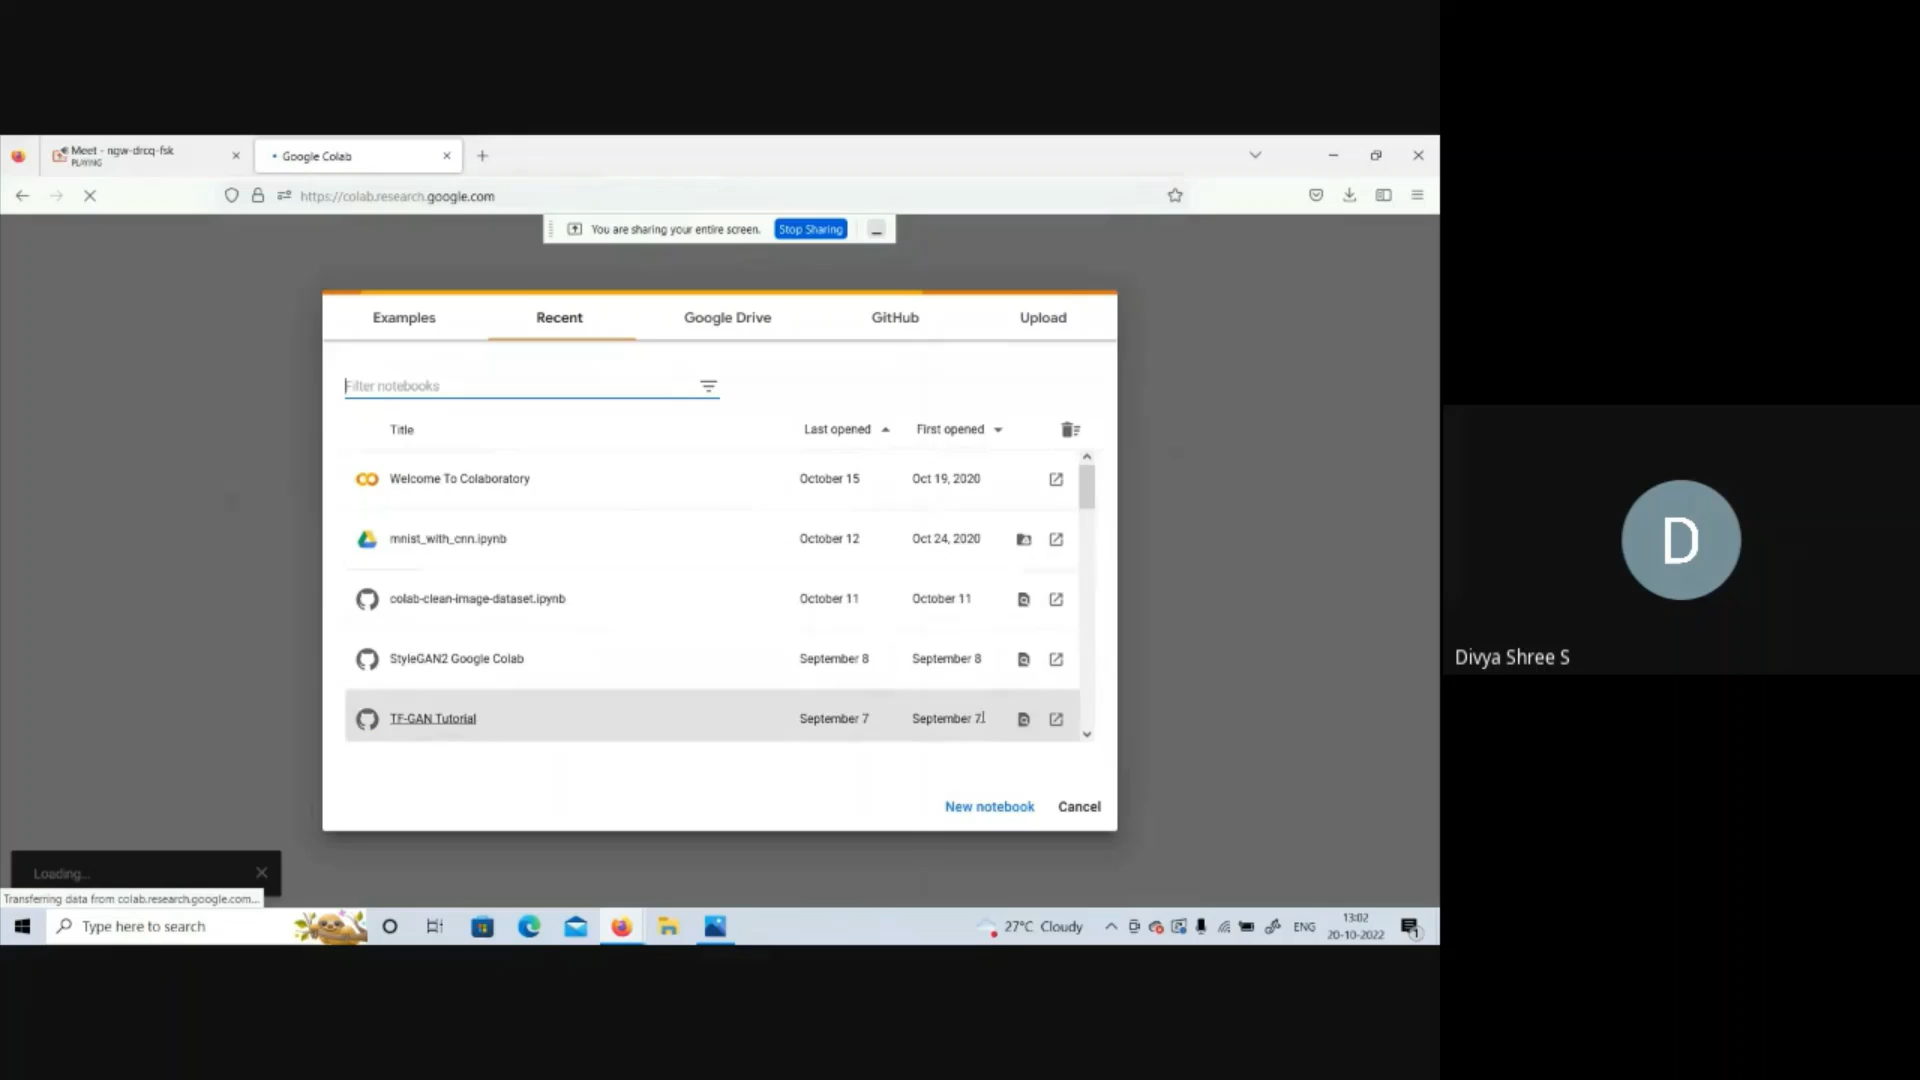 Meet - ngw-drcq-fsk
PLAYING
Google Colab
https://colab.research.google.com
You are sharing your entire screen.
Stop Sharing
Examples
Recent
Google Drive
GitHub
Upload
Filter notebooks
Title
Last opened
First opened
Welcome To Colaboratory
October 15
Oct 19, 2020
mnist_with_cnn.ipynb
October 12
Oct 24, 2020
colab-clean-image-dataset.ipynb
October 11
October 11
StyleGAN2 Google Colab
September 8
September 8
TF-GAN Tutorial
September 7
September 7
New notebook
Cancel
D
Divya Shree S
Loading...
Transferring data from colab.research.google.com...
Type here to search
27°C Cloudy
ENG
13:02
20-10-2022
1